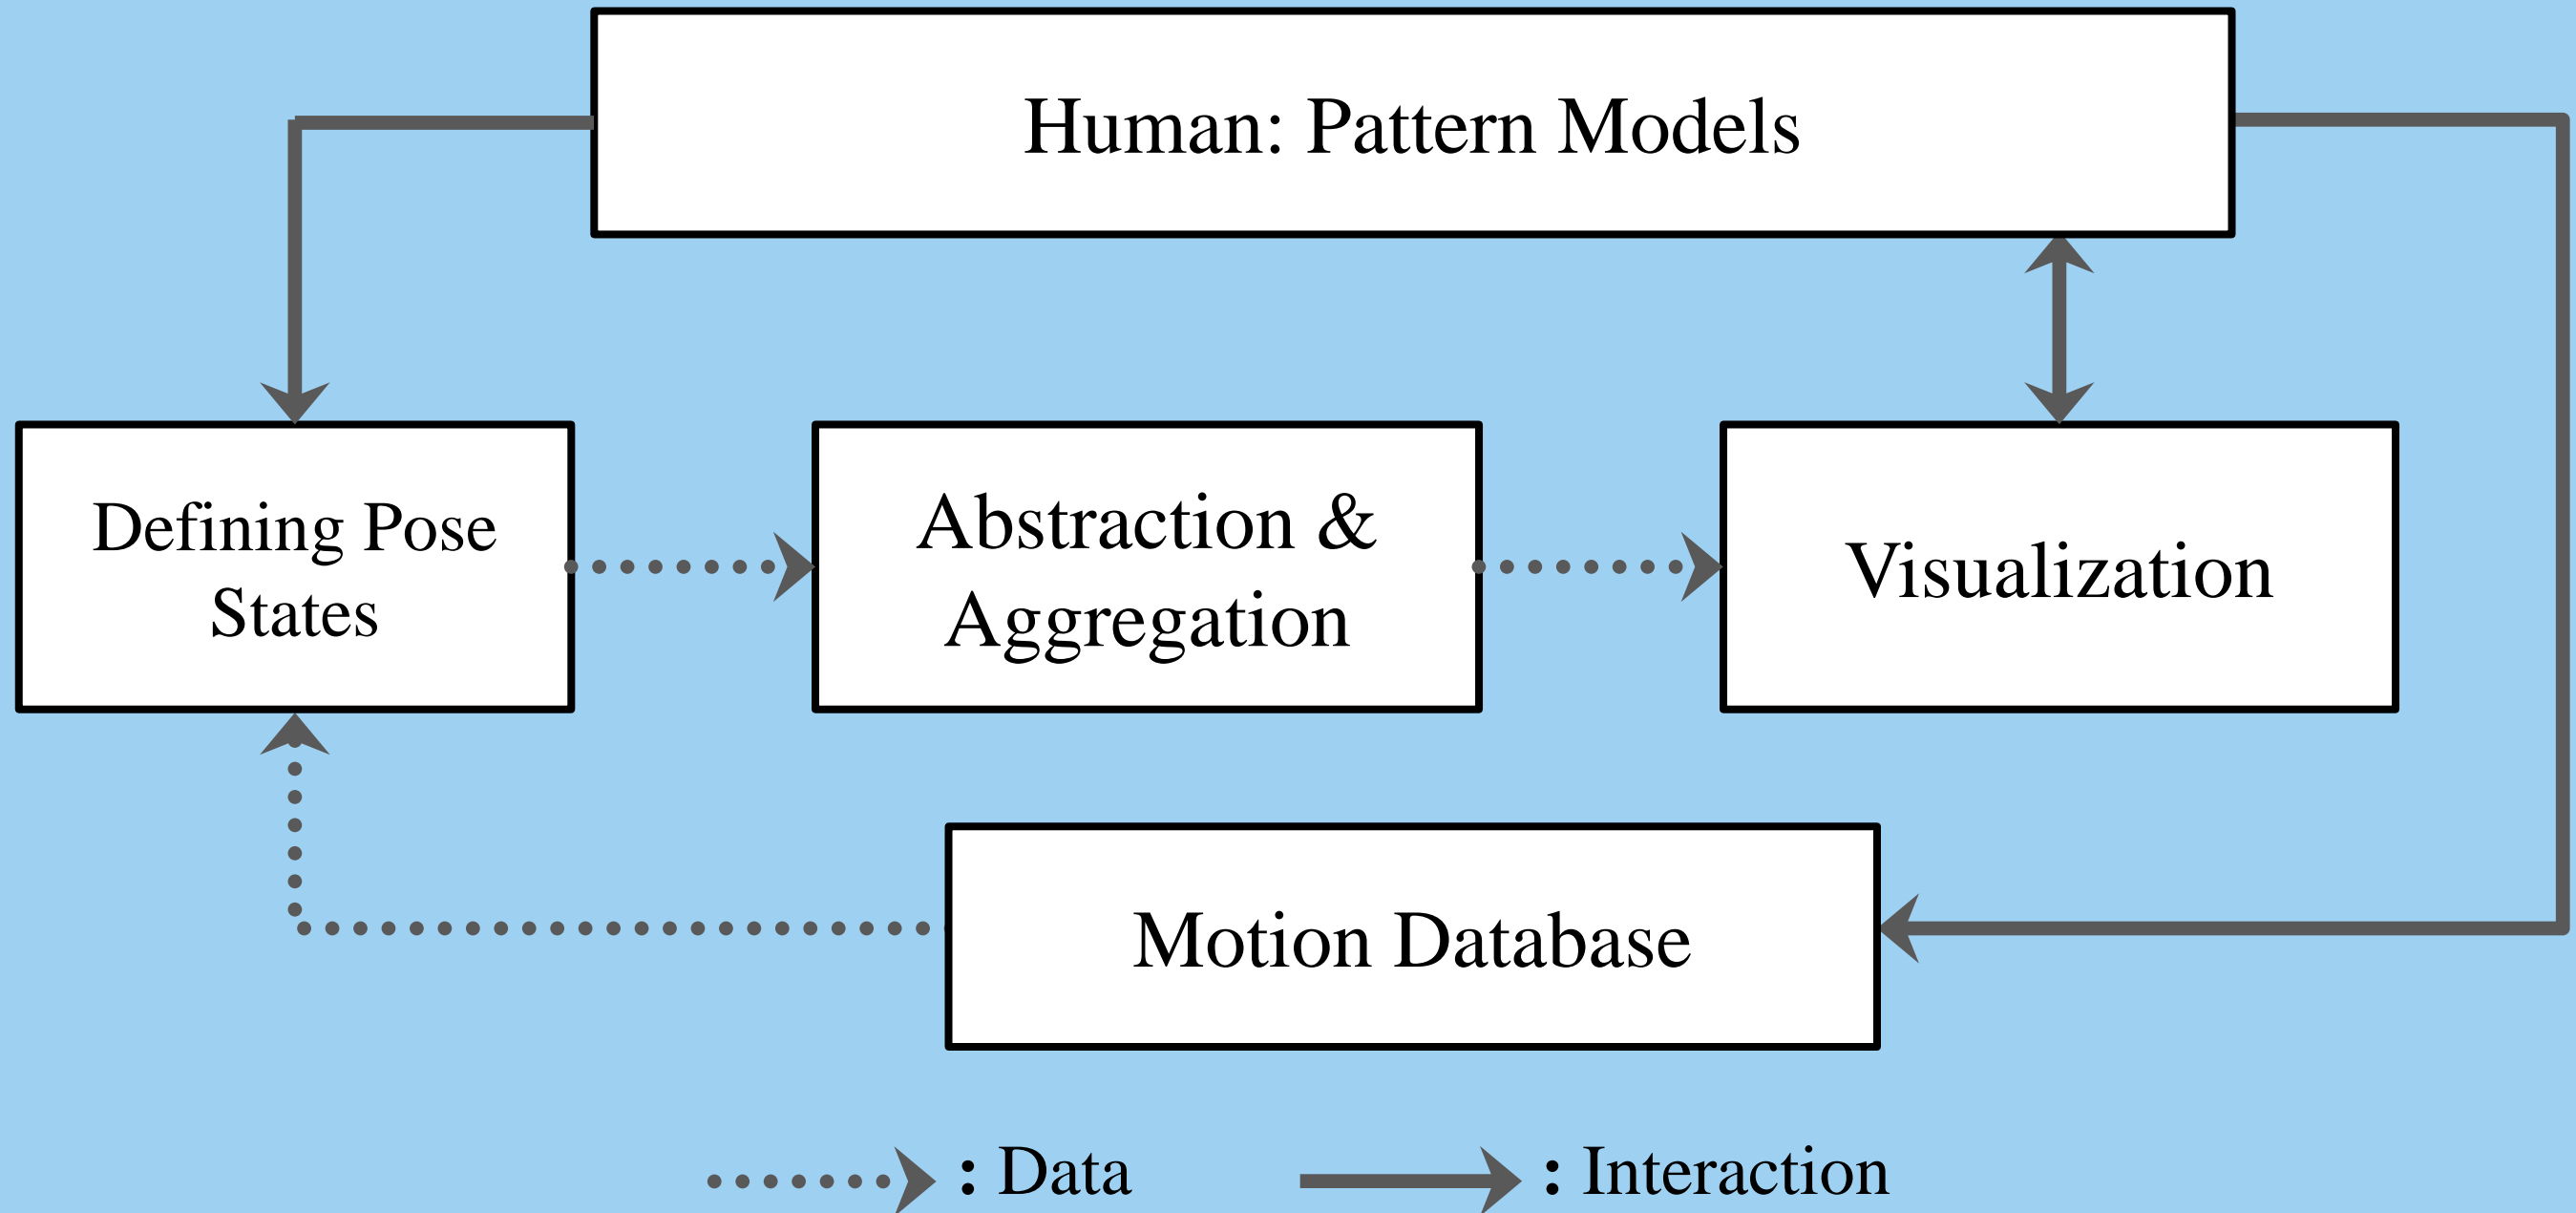 Human: Pattern Models
Defining Pose
States
Abstraction &
Aggregation
Visualization
Motion Database
: Data
: Interaction